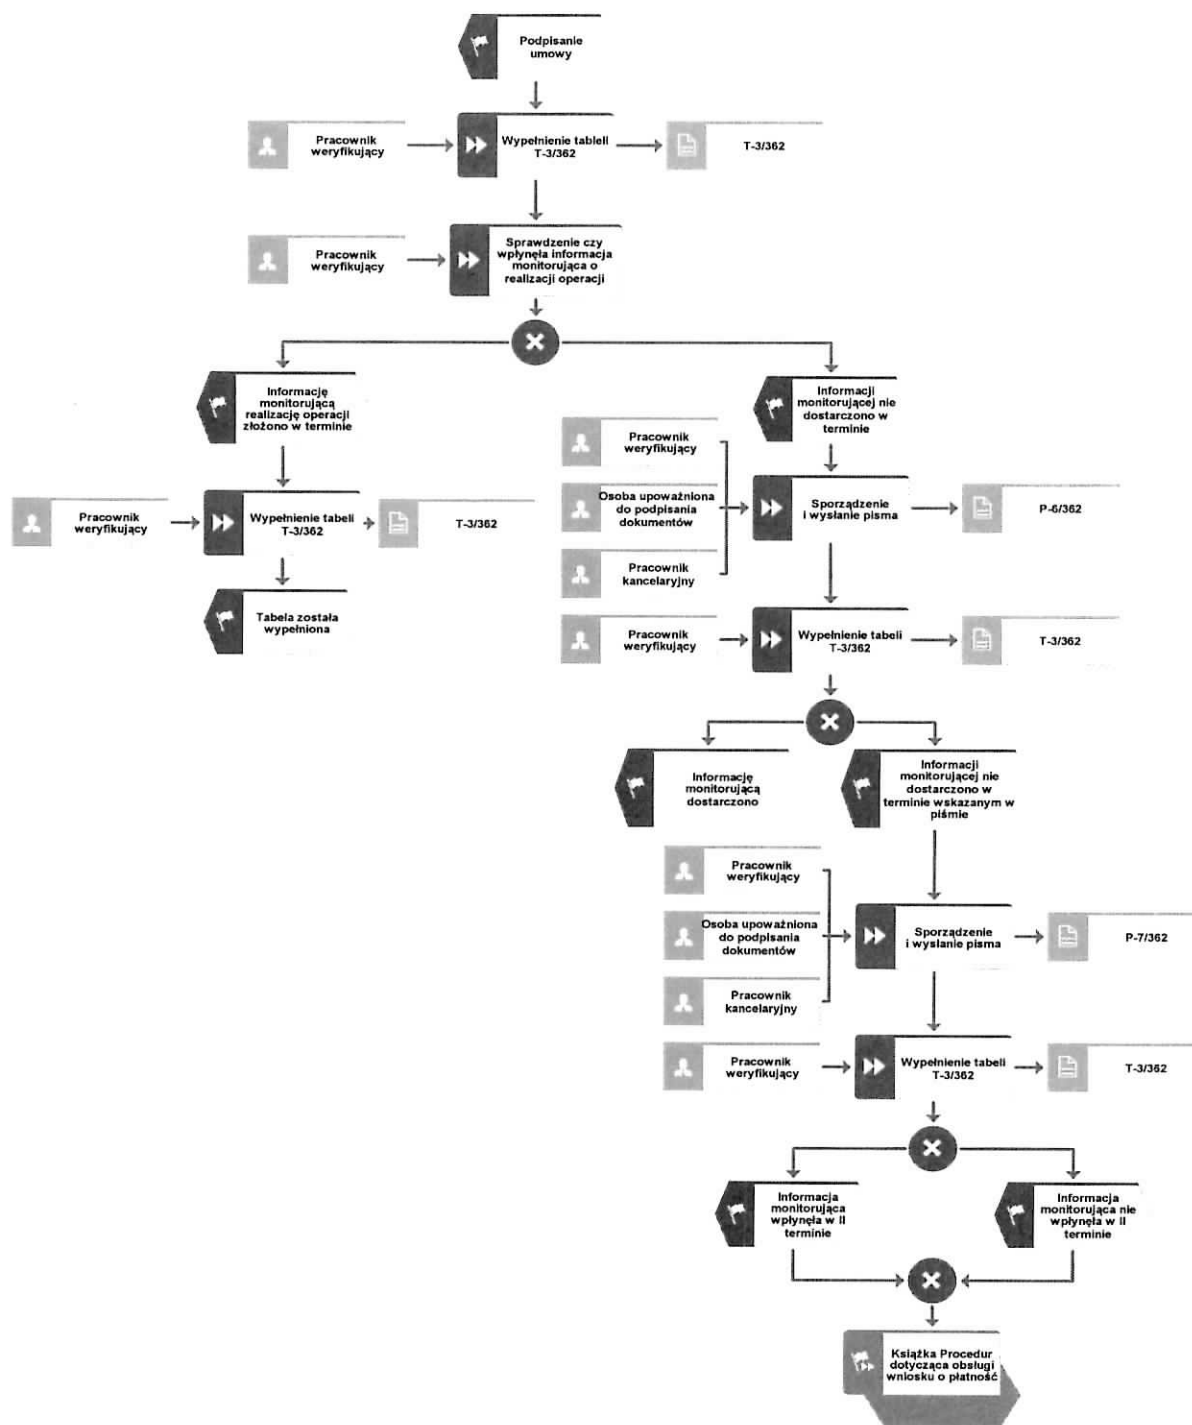 Podpisanie
umowy
Pracownik
weryfikujący
Wypełnienie tableli
T-3/362
T-3/362
Pracownik
weryfikujący
Sprawdzenie czy
wpłynęła informacja
monitorująca o
realizacji operacji
Informację
monitorującą
realizację operacji
złożono w terminie
Informacji
monitorującej nie
dostarczono w
terminie
Pracownik
weryfikujący
Osoba upoważniona
do podpisania
dokumentów
Pracownik
kancelaryjny
Sporządzenie
i wysłanie pisma
P-6/362
Pracownik
weryfikujący
Wypełnienie tabeli
T-3/362
T-3/362
Tabela została
wypełniona
Pracownik
weryfikujący
Wypełnienie tabeli
T-3/362
T-3/362
Informację
monitorującą
dostarczono
Informacji
monitorującej nie
dostarczono w
terminie wskazanym w
piśmie
Pracownik
weryfikujący
Osoba upoważniona
do podpisania
dokumentów
Pracownik
kancelaryjny
Sporządzenie
i wysłanie pisma
P-7/362
Pracownik
weryfikujący
Wypełnienie tabeli
T-3/362
T-3/362
Informacja
monitorująca
wpłynęła w II
terminie
Informacja
monitorująca nie
wpłynęła w II
terminie
Książka Procedur
dotycząca obsługi
wniosku o płatność